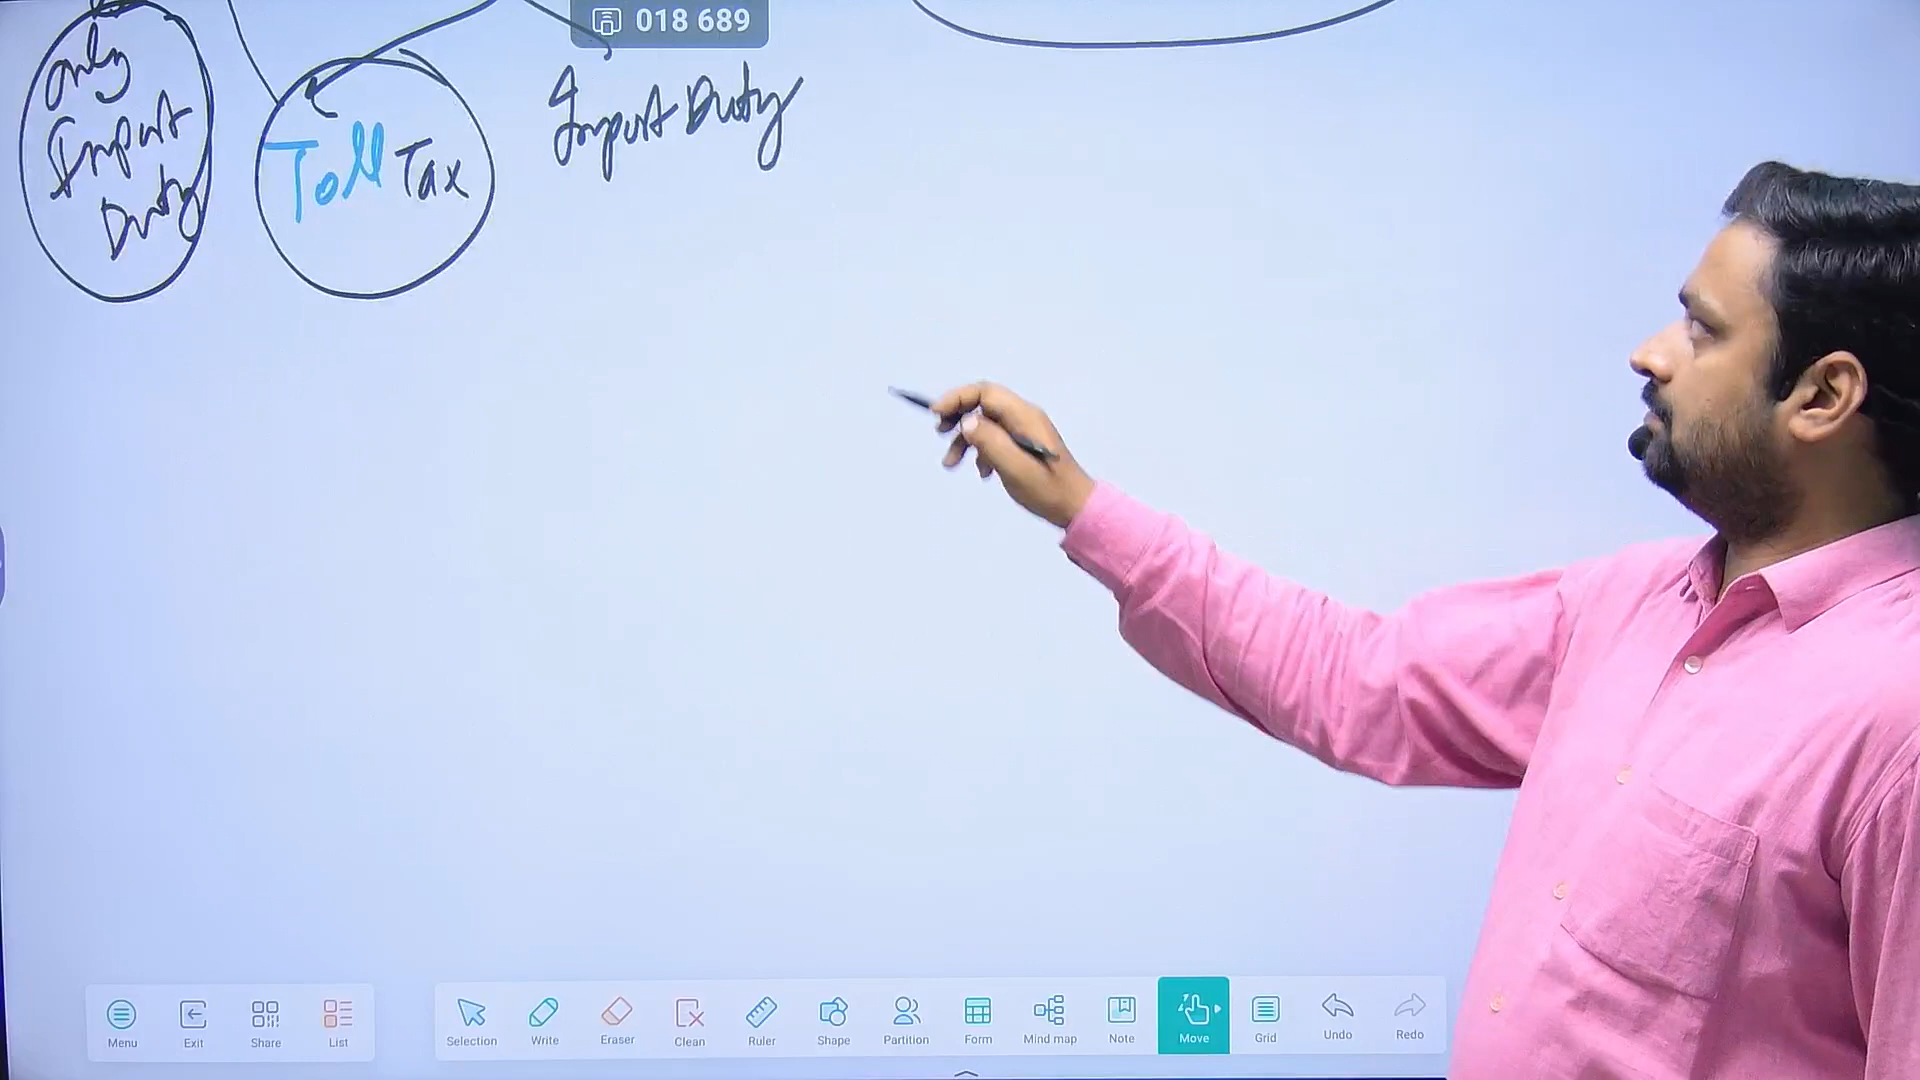 018 689
only
Import
Duty
Toll Tax
Import Duty
Menu
Exit
Share
List
Selection
Write
Eraser
Clean
Ruler
Shape
Partition
Form
Mind map
Note
Move
Grid
Undo
Redo